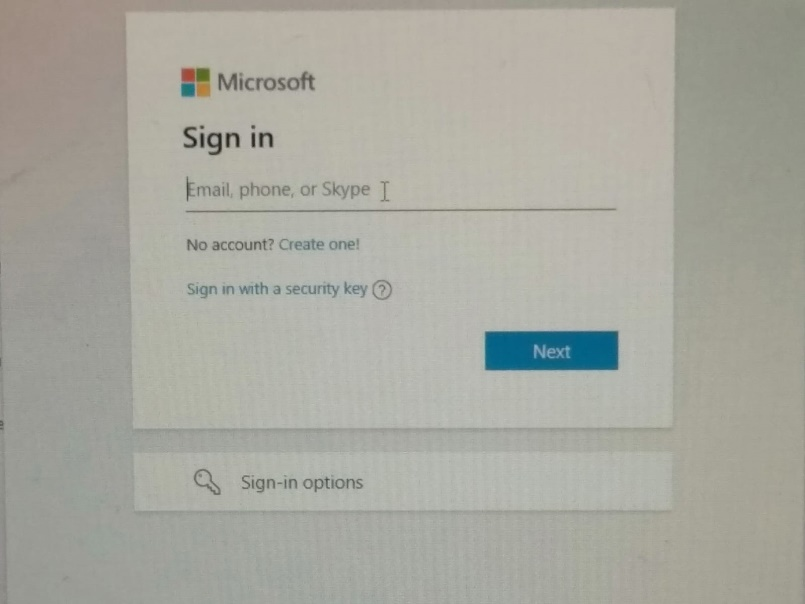 Microsoft
Sign in
Email, phone, or Skype
No account? Create one!
Sign in with a security key ?
Next
Sign-in options